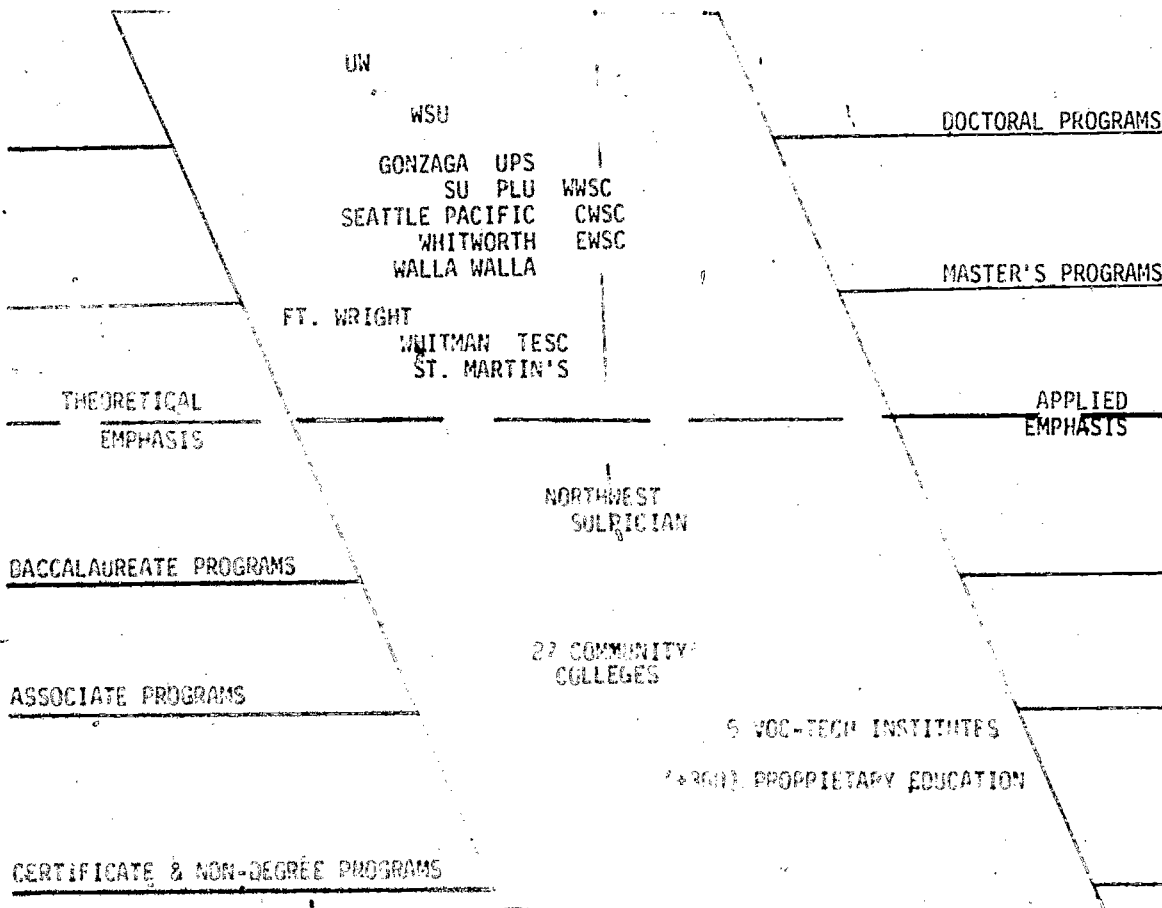 UW
WSU
DOCTORAL PROGRAMS
GONZAGA UPS
SU PLU WWSC
SEATTLE PACIFIC CWSC
WHITWORTH EWSC
WALLA WALLA
MASTER'S PROGRAMS
FT. WRIGHT
WHITMAN TESC
ST. MARTIN'S
THEORETICAL
EMPHASIS
APPLIED
EMPHASIS
NORTHWEST
SULPICIAN
BACCALAUREATE PROGRAMS
27 COMMUNITY
COLLEGES
ASSOCIATE PROGRAMS
5 VOC-TECH INSTITUTES
PROPRIETARY EDUCATION
CERTIFICATE & NON-DEGREE PROGRAMS